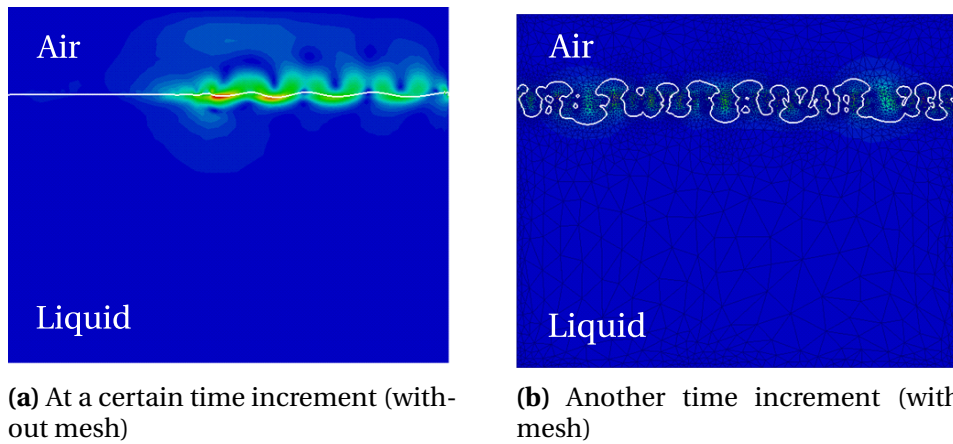 Air
Liquid
(a) At a certain time increment (with-
out mesh)
Air
Liquid
(b) Another time increment (with
mesh)